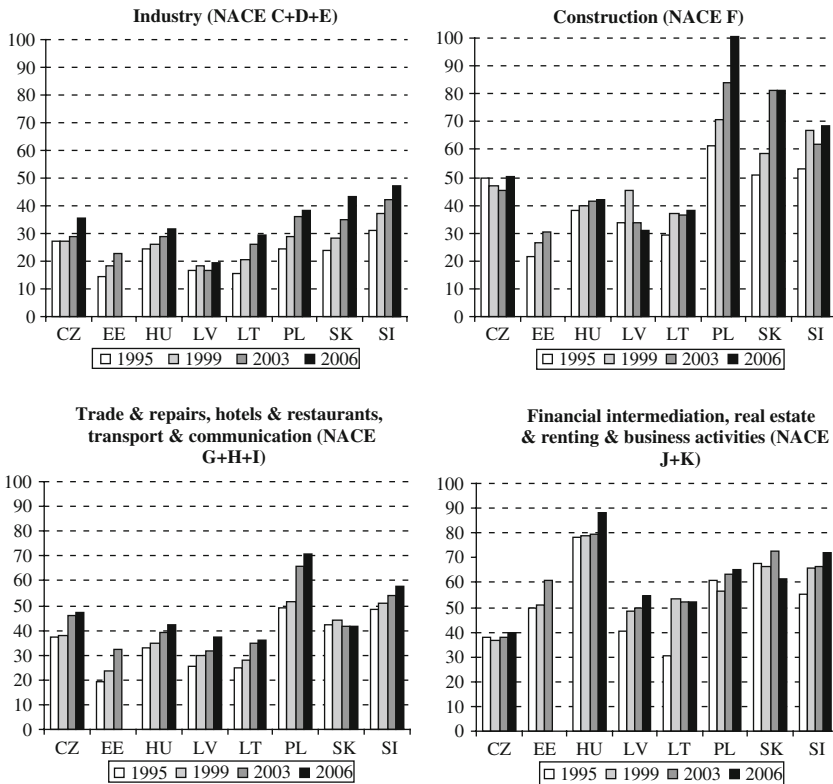 Industry (NACE C+D+E)
100
90
80
70
60
50
40
30
20
10
0
CZ EE HU LV LT PL SK SI
1995 1999 2003 2006
Construction (NACE F)
100
90
80
70
60
50
40
30
20
10
0
CZ EE HU LV LT PL SK SI
1995 1999 2003 2006
Trade & repairs, hotels & restaurants,
transport & communication (NACE
G+H+I)
100
90
80
70
60
50
40
30
20
10
0
CZ EE HU LV LT PL SK SI
1995 1999 2003 2006
Financial intermediation, real estate
& renting & business activities (NACE
J+K)
100
90
80
70
60
50
40
30
20
10
0
CZ EE HU LV LT PL SK SI
1995 1999 2003 2006